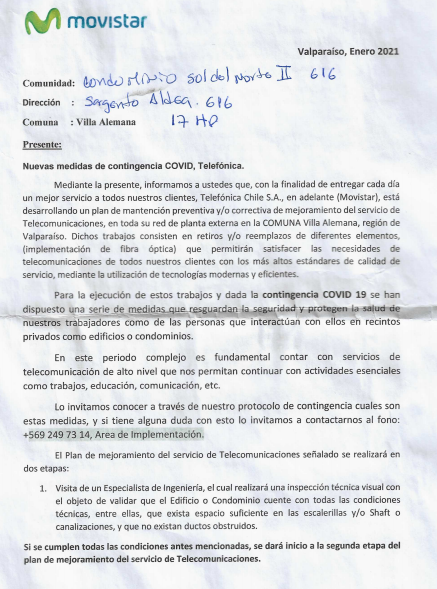 movistar
Valparaíso, Enero 2021
Comunidad: Condominio Sol del Norte II 616
Dirección : Sargento Aldea. 616
Comuna : Villa Alemana 17 HP
Presente:
Nuevas medidas de contingencia COVID, Telefónica.
Mediante la presente, informamos a ustedes que, con la finalidad de entregar cada día
un mejor servicio a todos nuestros clientes, Telefónica Chile S.A., en adelante (Movistar), está
desarrollando un plan de mantención preventiva y/o correctiva de mejoramiento del servicio de
Telecomunicaciones, en toda su red de planta externa en la COMUNA Villa Alemana, región de
Valparaíso. Dichos trabajos consisten en retiros y/o reemplazos de diferentes elementos,
(implementación de fibra óptica) que permitirán satisfacer las necesidades de
telecomunicaciones de todos nuestros clientes con los más altos estándares de calidad de
servicio, mediante la utilización de tecnologías modernas y eficientes.
Para la ejecución de estos trabajos y dada la contingencia COVID 19 se han
dispuesto una serie de medidas que resguardan la seguridad y protegen la salud de
nuestros trabajadores como de las personas que interactúan con ellos en recintos
privados como edificios o condominios.
En este periodo complejo es fundamental contar con servicios de
telecomunicación de alto nivel que nos permitan continuar con actividades esenciales
como trabajos, educación, comunicación, etc.
Lo invitamos conocer a través de nuestro protocolo de contingencia cuales son
estas medidas, y si tiene alguna duda con esto lo invitamos a contactarnos al fono:
+569 249 73 14, Area de Implementación.
El Plan de mejoramiento del servicio de Telecomunicaciones señalado se realizará en
dos etapas:
1. Visita de un Especialista de Ingeniería, el cual realizará una inspección técnica visual con
el objeto de validar que el Edificio o Condominio cuente con todas las condiciones
técnicas, entre ellas, que exista espacio suficiente en las escalerillas y/o Shaft o
canalizaciones, y que no existan ductos obstruidos.
Si se cumplen todas las condiciones antes mencionadas, se dará inicio a la segunda etapa del
plan de mejoramiento del servicio de Telecomunicaciones.